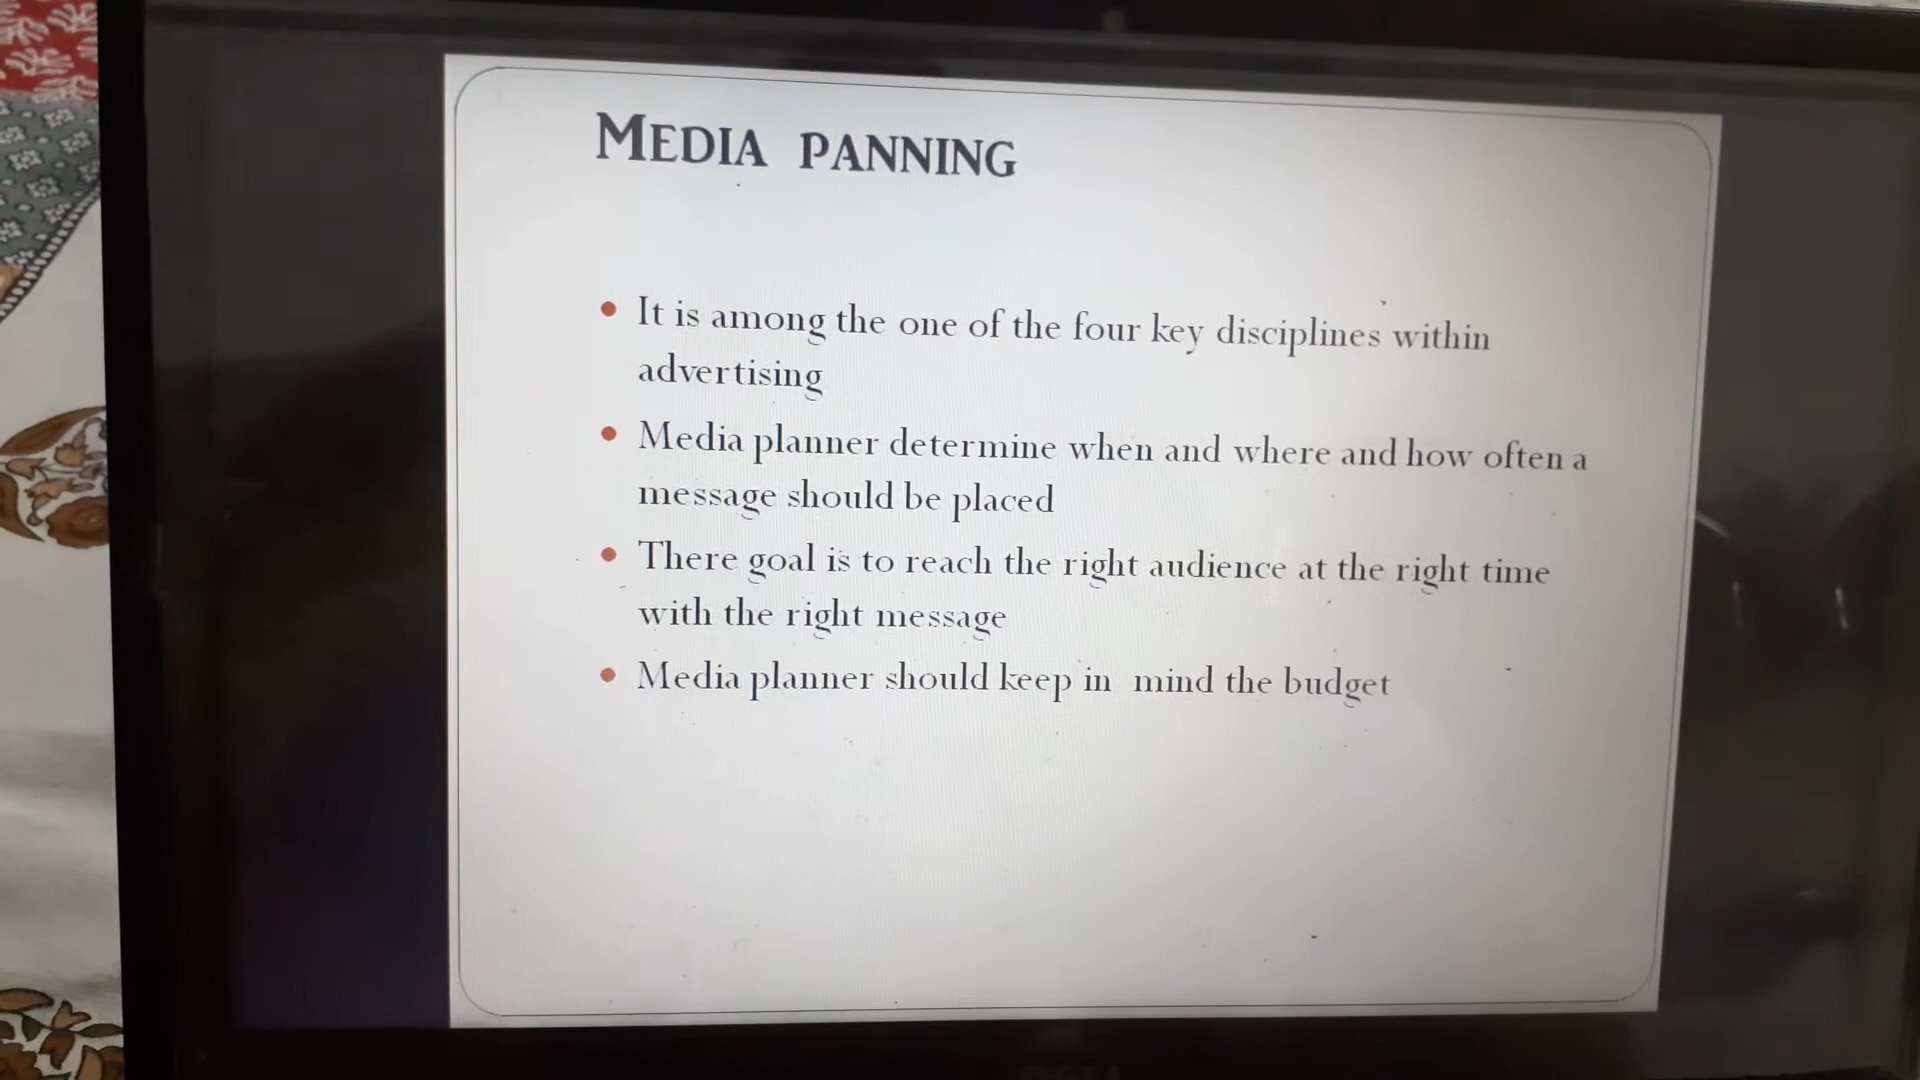 MEDIA PANNING
It is among the one of the four key disciplines within
advertising
Media planner determine when and where and how often a
message should be placed
There goal is to reach the right audience at the right time
with the right message
Media planner should keep in mind the budget